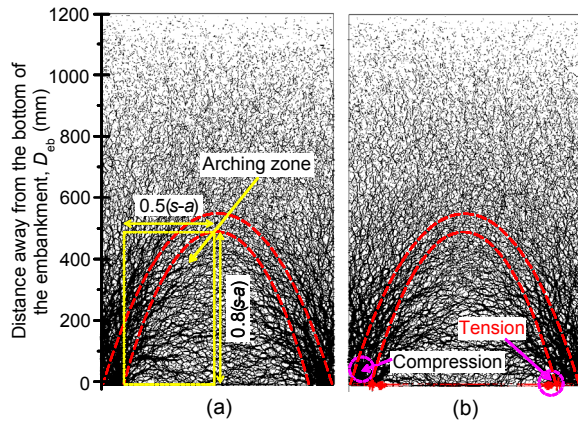 Distance away from the bottom of
the embankment, Deb (mm)
1200
1000
800
600
400
200
0
Arching zone
0.5(s-a)
0.8(s-a)
(a)
Tension
Compression
(b)